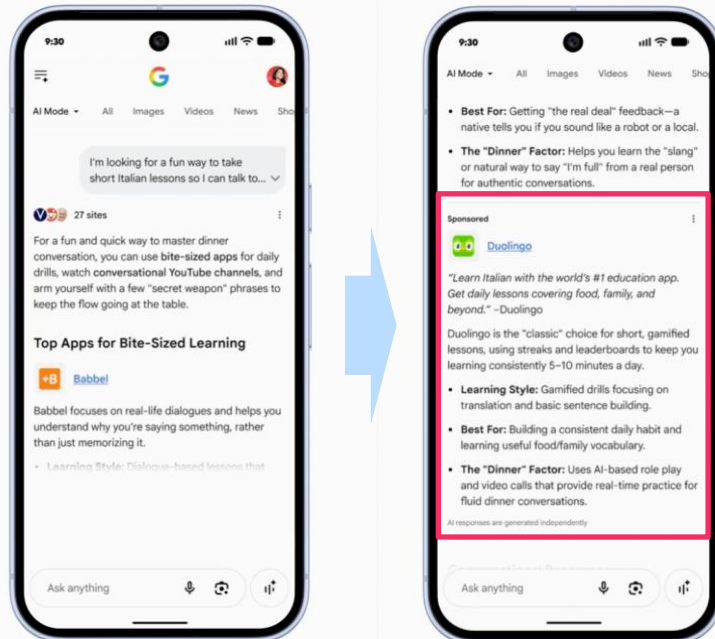 9:30
AI Mode
All
Images
Videos
News
I'm looking for a fun way to take
short Italian lessons so I can talk to...
27 sites
For a fun and quick way to master dinner
conversation, you can use bite-sized apps for daily
drills, watch conversational YouTube channels, and
arm yourself with a few "secret weapon" phrases to
keep the flow going at the table.
Top Apps for Bite-Sized Learning
+B
Babbel
Babbel focuses on real-life dialogues and helps you
understand why you're saying something, rather
than just memorizing it.
• Learning Style: Dialogue-based lessons that
Ask anything
9:30
AI Mode
All
Images
Videos
News
Sho
• Best For: Getting "the real deal" feedback—a
native tells you if you sound like a robot or a local.
• The "Dinner" Factor: Helps you learn the "slang"
or natural way to say "I'm full" from a real person
for authentic conversations.
Sponsored
Duolingo
"Learn Italian with the world's #1 education app.
Get daily lessons covering food, family, and
beyond." –Duolingo
Duolingo is the "classic" choice for short, gamified
lessons, using streaks and leaderboards to keep you
learning consistently 5–10 minutes a day.
• Learning Style: Gamified drills focusing on
translation and basic sentence building.
• Best For: Building a consistent daily habit and
learning useful food/family vocabulary.
• The "Dinner" Factor: Uses AI-based role play
and video calls that provide real-time practice for
fluid dinner conversations.
AI responses are generated independently
Ask anything